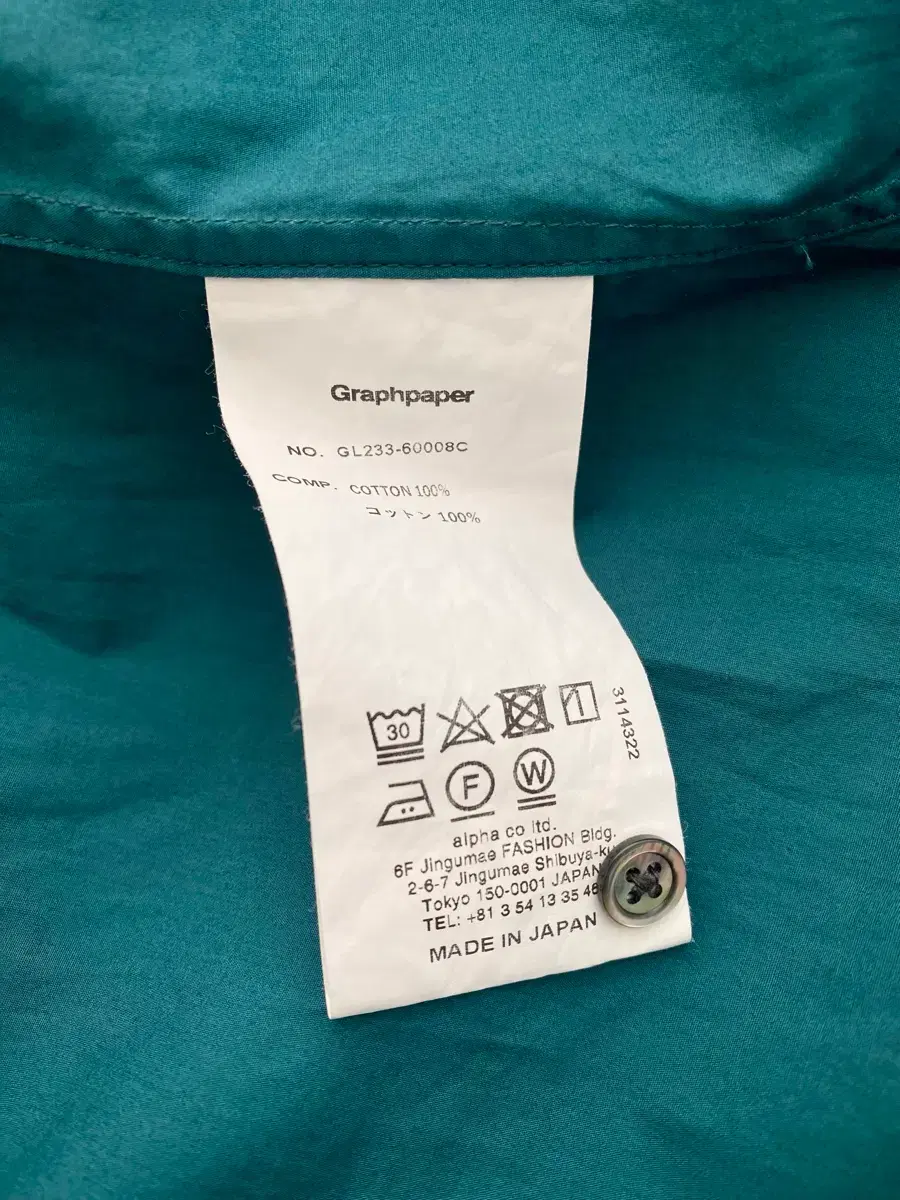 Graphpaper
NO. GL233-60008C
COMP. COTTON 100%
コットン 100%
3114322
30
F
W
alpha co ltd.
6F Jingumae FASHION Bldg.
2-6-7 Jingumae Shibuya-ku
Tokyo 150-0001 JAPAN
TEL: +81 3 54 13 35 46
MADE IN JAPAN